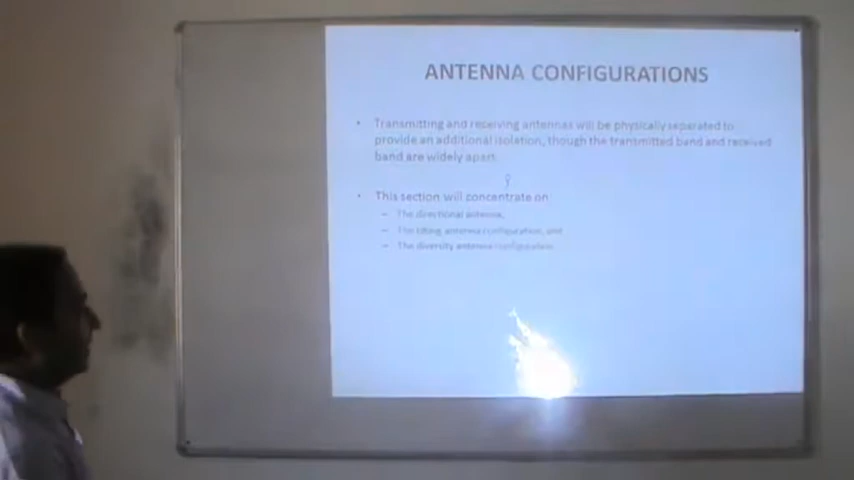 ANTENNA CONFIGURATIONS
• Transmitting and receiving antennas will be physically separated to
provide an additional isolation, though the transmitted band and received
band are widely apart.
• This section will concentrate on
– The directional antenna,
– The tilting antenna configuration, and
– The diversity antenna configuration.